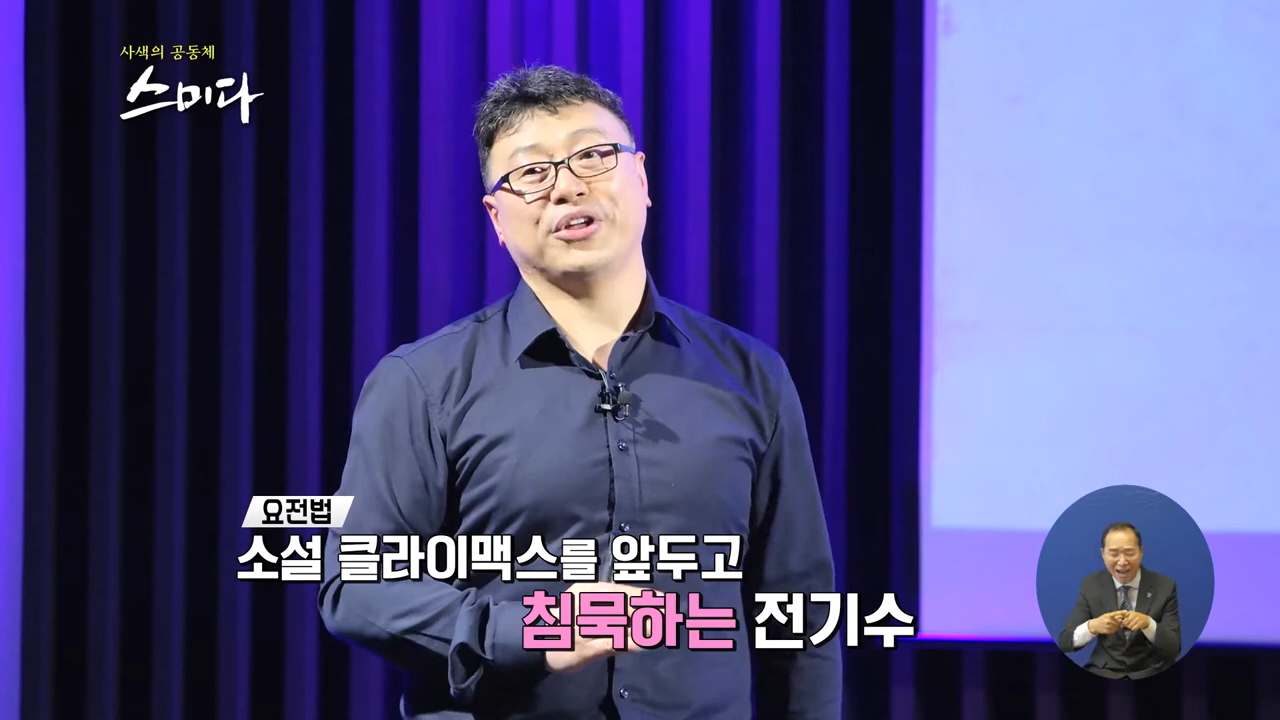 사색의 공동체
스미다
요전법
소설 클라이맥스를 앞두고
침묵하는 전기수